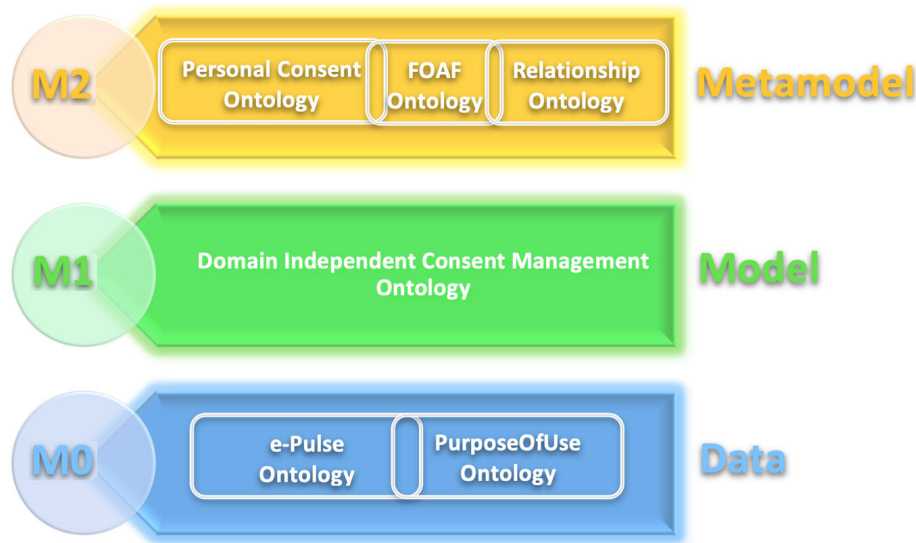 M2
Personal Consent
Ontology
FOAF
Ontology
Relationship
Ontology
Metamodel
M1
Domain Independent Consent Management
Ontology
Model
M0
e-Pulse
Ontology
PurposeOfUse
Ontology
Data